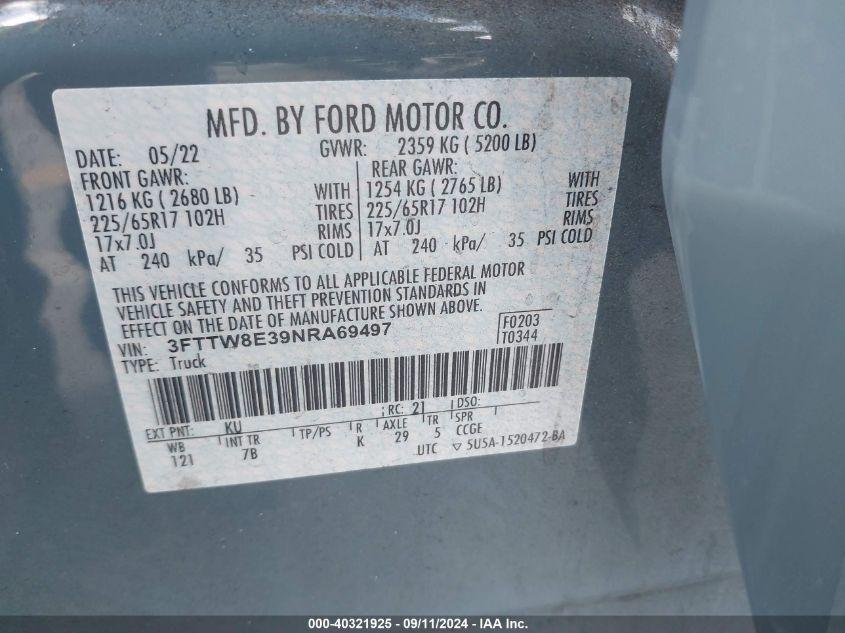 MFD. BY FORD MOTOR CO.
DATE: 05/22 GVWR: 2359 KG ( 5200 LB)
FRONT GAWR: REAR GAWR:
1216 KG ( 2680 LB) WITH 1254 KG ( 2765 LB) WITH
225/65R17 102H TIRES 225/65R17 102H TIRES
17x7.0J RIMS 17x7.0J RIMS
AT 240 kPa/ 35 PSI COLD AT 240 kPa/ 35 PSI COLD
THIS VEHICLE CONFORMS TO ALL APPLICABLE FEDERAL MOTOR
VEHICLE SAFETY AND THEFT PREVENTION STANDARDS IN
EFFECT ON THE DATE OF MANUFACTURE SHOWN ABOVE.
VIN: 3FTTW8E39NRA69497 F0203
TYPE: Truck T0344
EXT PNT: KU RC: 21 DSO:
WB INT TR TP/PS R AXLE TR SPR
121 7B K 29 5 CCGE
UTC ▽ 5U5A-1520472-BA
000-40321925 - 09/11/2024 - IAA Inc.